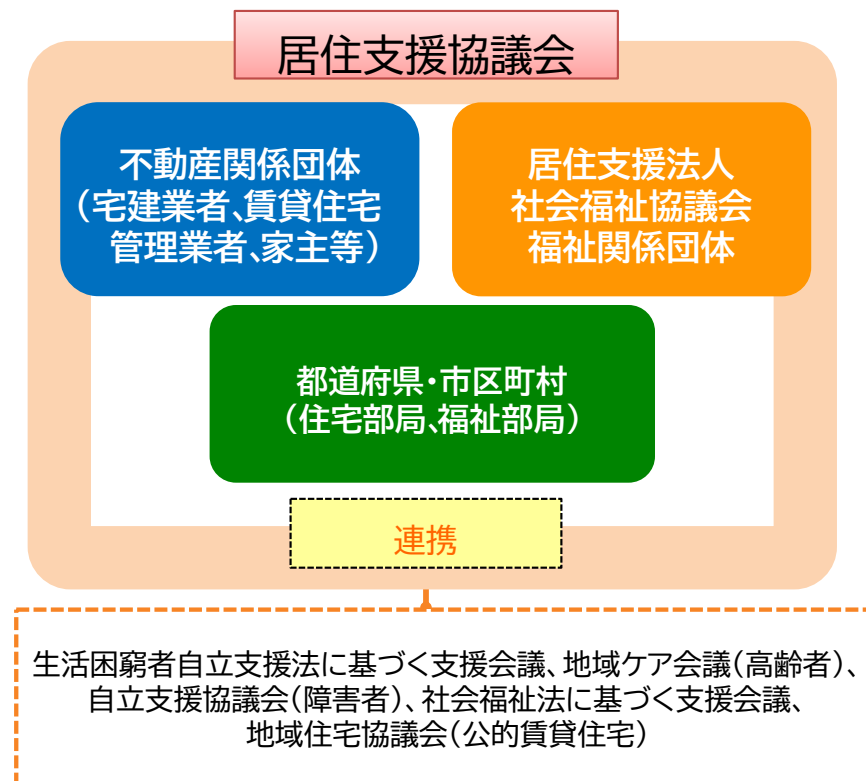 居住支援協議会
不動産関係団体
（宅建業者、賃貸住宅
管理業者、家主等）
居住支援法人
社会福祉協議会
福祉関係団体
都道府県・市区町村
（住宅部局、福祉部局）
連携
生活困窮者自立支援法に基づく支援会議、地域ケア会議（高齢者）、
自立支援協議会（障害者）、社会福祉法に基づく支援会議、
地域住宅協議会（公的賃貸住宅）